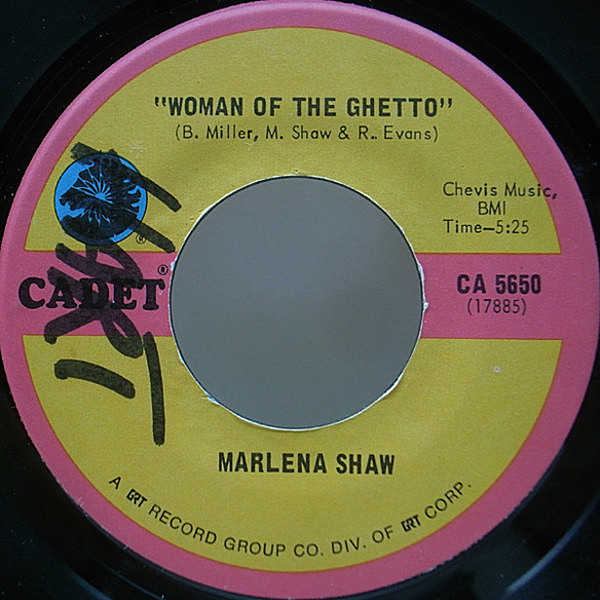 "WOMAN OF THE GHETTO"
(B. Miller, M. Shaw & R. Evans)
Chevis Music,
BMI
Time—5:25
®
CADET®
CA 5650
(17885)
MARLENA SHAW
A GRT RECORD GROUP CO. DIV. OF GRT CORP.